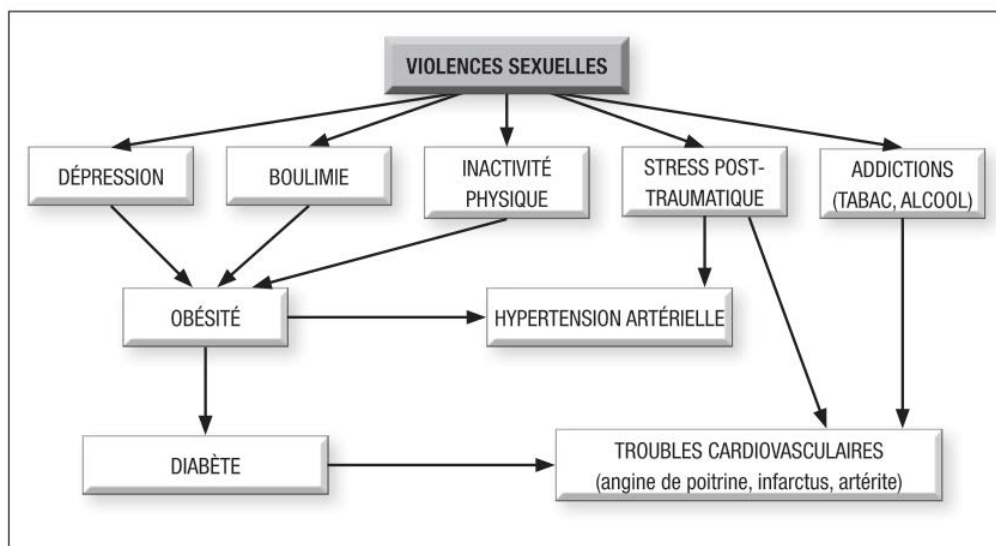 VIOLENCES SEXUELLES
DÉPRESSION
BOULIMIE
INACTIVITÉ
PHYSIQUE
STRESS POST-
TRAUMATIQUE
ADDICTIONS
(TABAC, ALCOOL)
OBÉSITÉ
HYPERTENSION ARTÉRIELLE
DIABÈTE
TROUBLES CARDIOVASCULAIRES
(angine de poitrine, infarctus, artérite)